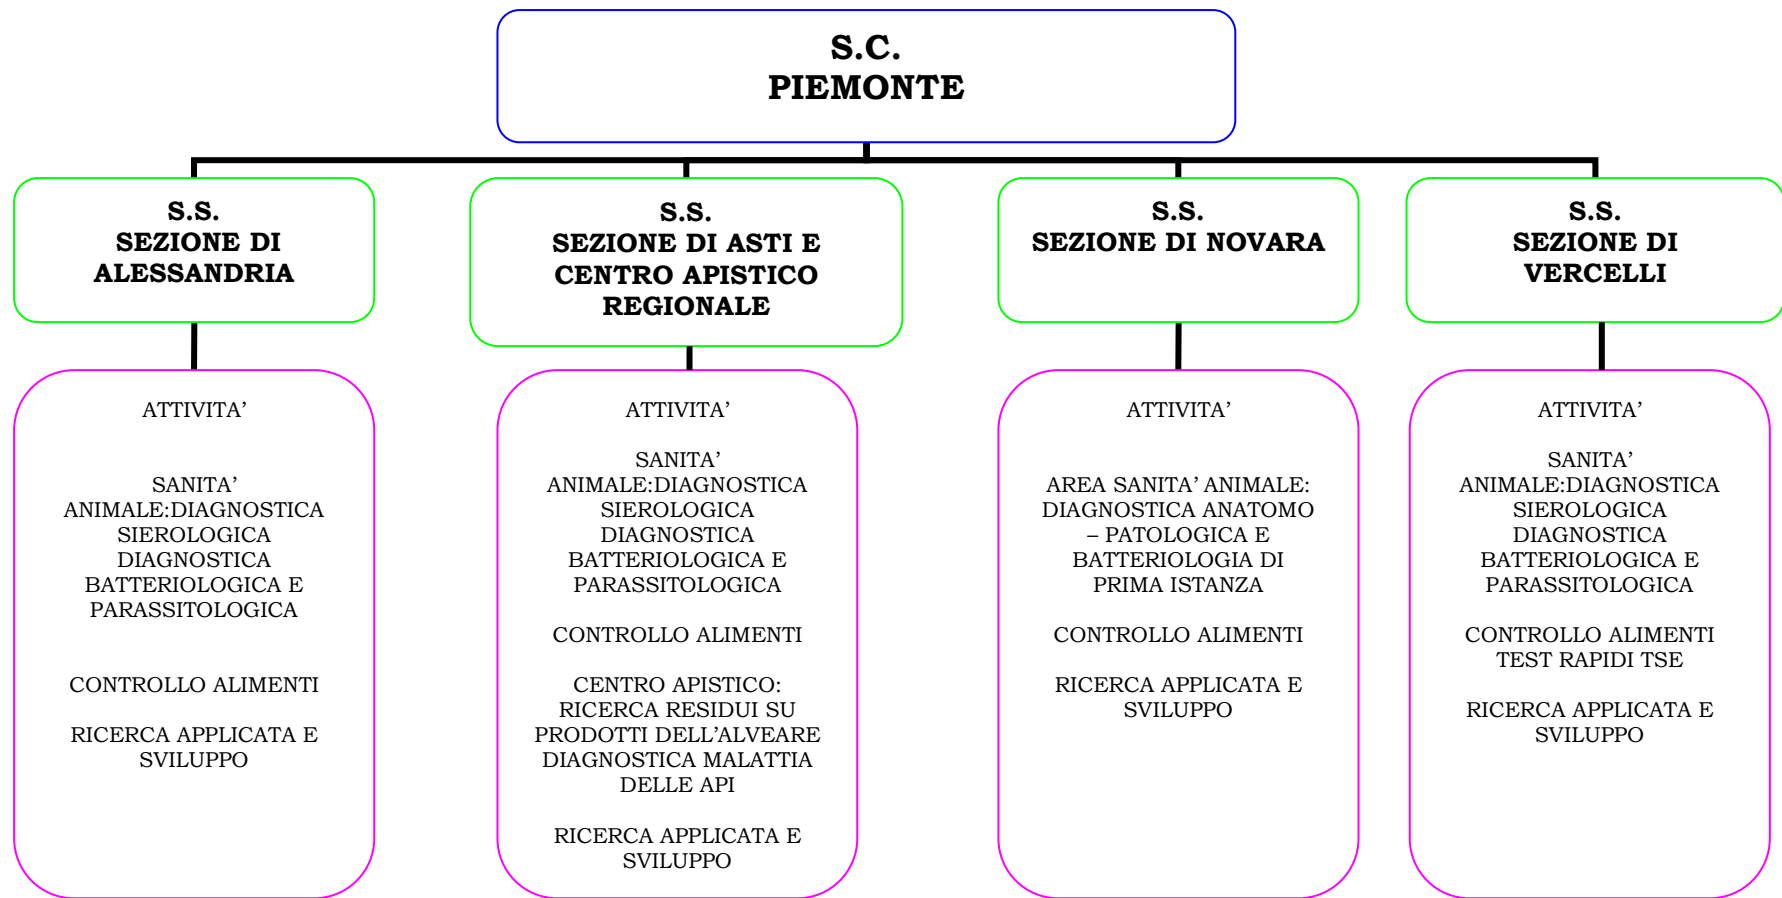 S.C.
PIEMONTE
S.S.
SEZIONE DI
ALESSANDRIA
S.S.
SEZIONE DI ASTI E
CENTRO APISTICO
REGIONALE
S.S.
SEZIONE DI NOVARA
S.S.
SEZIONE DI
VERCELLI
ATTIVITA’
SANITA’
ANIMALE:DIAGNOSTICA
SIEROLOGICA
DIAGNOSTICA
BATTERIOLOGICA E
PARASSITOLOGICA
CONTROLLO ALIMENTI
RICERCA APPLICATA E
SVILUPPO
ATTIVITA’
SANITA’
ANIMALE:DIAGNOSTICA
SIEROLOGICA
DIAGNOSTICA
BATTERIOLOGICA E
PARASSITOLOGICA
CONTROLLO ALIMENTI
CENTRO APISTICO:
RICERCA RESIDUI SU
PRODOTTI DELL’ALVEARE
DIAGNOSTICA MALATTIA
DELLE API
RICERCA APPLICATA E
SVILUPPO
ATTIVITA’
AREA SANITA’ ANIMALE:
DIAGNOSTICA ANATOMO
– PATOLOGICA E
BATTERIOLOGIA DI
PRIMA ISTANZA
CONTROLLO ALIMENTI
RICERCA APPLICATA E
SVILUPPO
ATTIVITA’
SANITA’
ANIMALE:DIAGNOSTICA
SIEROLOGICA
DIAGNOSTICA
BATTERIOLOGICA E
PARASSITOLOGICA
CONTROLLO ALIMENTI
TEST RAPIDI TSE
RICERCA APPLICATA E
SVILUPPO